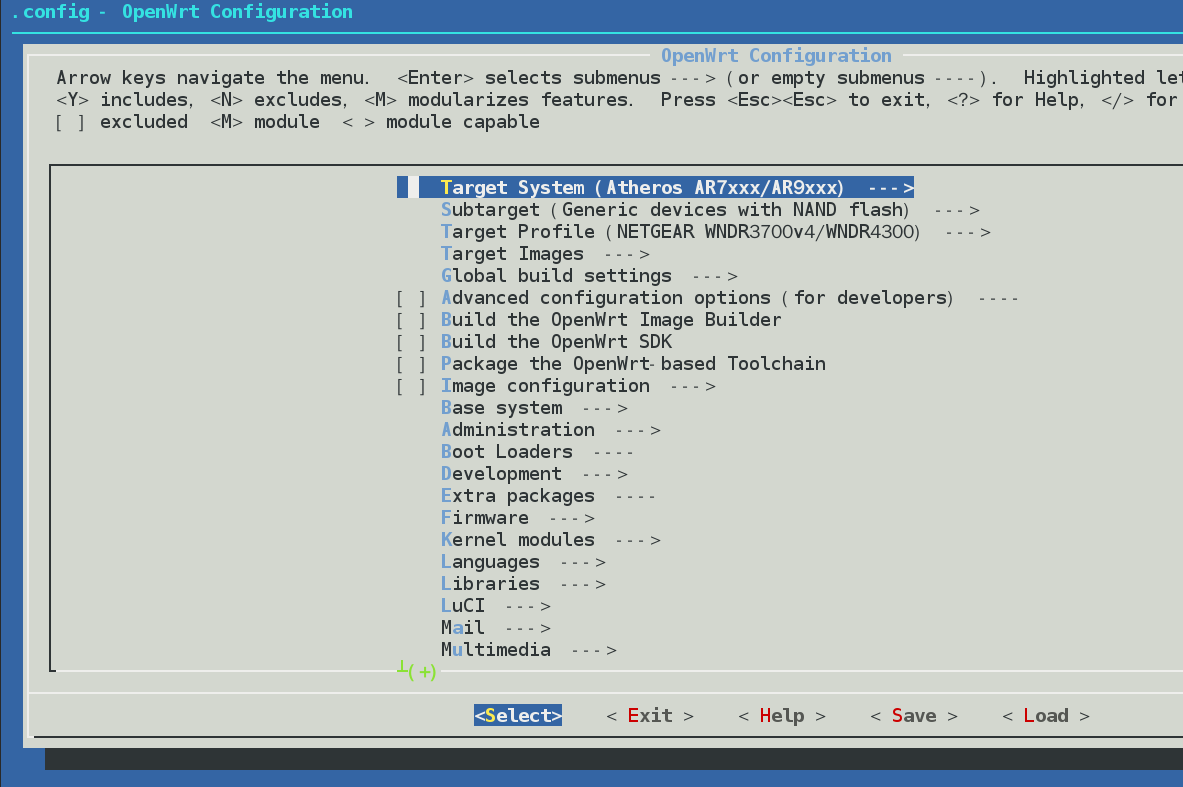 .config - OpenWrt Configuration
OpenWrt Configuration
Arrow keys navigate the menu.  <Enter> selects submenus ---> (or empty submenus ----).  Highlighted let
<Y> includes, <N> excludes, <M> modularizes features.  Press <Esc><Esc> to exit, <?> for Help, </> for
[ ] excluded  <M> module  < > module capable
Target System (Atheros AR7xxx/AR9xxx)  --->
Subtarget (Generic devices with NAND flash)  --->
Target Profile (NETGEAR WNDR3700v4/WNDR4300)  --->
Target Images  --->
Global build settings  --->
[ ] Advanced configuration options (for developers)  ----
[ ] Build the OpenWrt Image Builder
[ ] Build the OpenWrt SDK
[ ] Package the OpenWrt-based Toolchain
[ ] Image configuration  --->
Base system  --->
Administration  --->
Boot Loaders  ----
Development  --->
Extra packages  ----
Firmware  --->
Kernel modules  --->
Languages  --->
Libraries  --->
LuCI  --->
Mail  --->
Multimedia  --->
┴(+)
<Select>    < Exit >    < Help >    < Save >    < Load >